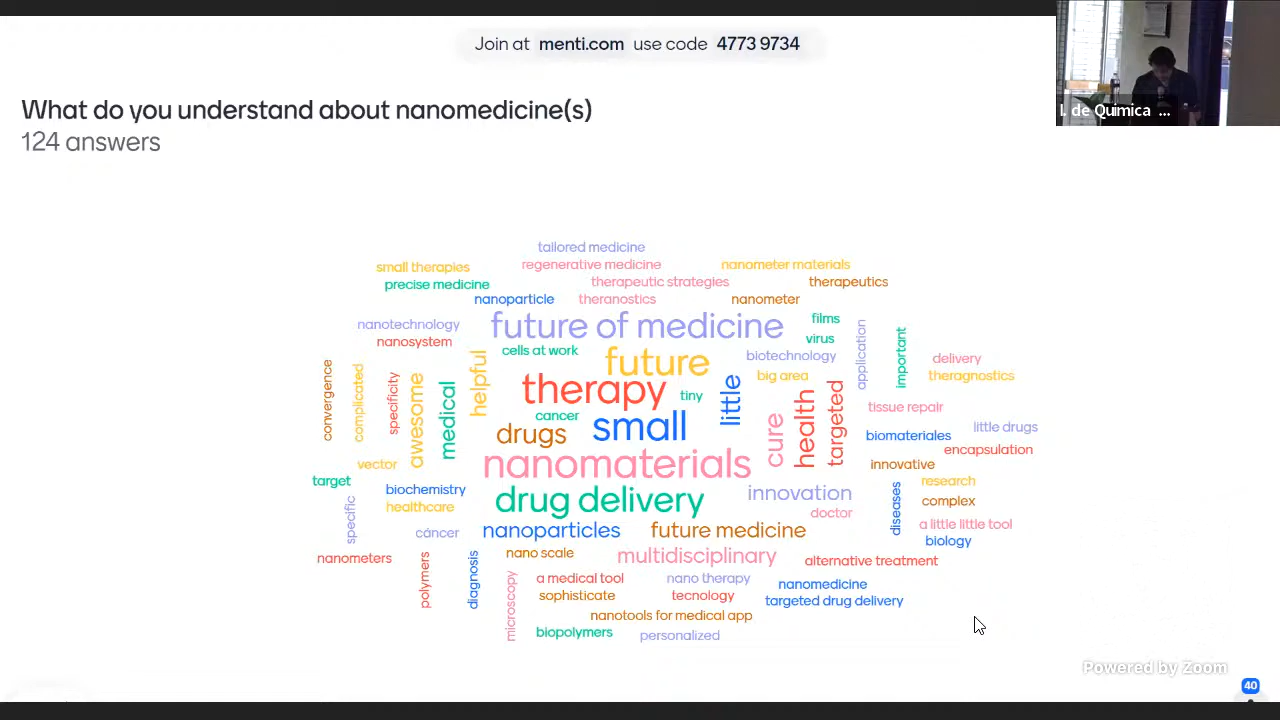 Join at menti.com use code 4773 9734
I. de Quimica ...
What do you understand about nanomedicine(s)
124 answers
tailored medicine
small therapies
regenerative medicine
nanometer materials
precise medicine
therapeutic strategies
therapeutics
nanoparticle
theranostics
nanometer
nanotechnology
future of medicine
films
nanosystem
cells at work
future
virus
biotechnology
application
important
delivery
convergence
complicated
specificity
awesome
medical
helpful
therapy
tiny
little
big area
theragnostics
cancer
small
drugs
cure
health
targeted
tissue repair
biomateriales
little drugs
encapsulation
vector
nanomaterials
innovative
target
biochemistry
drug delivery
innovation
research
specific
healthcare
doctor
diseases
complex
cáncer
nanoparticles
future medicine
a little little tool
biology
nanometers
polymers
diagnosis
nano scale
multidisciplinary
alternative treatment
microscopy
a medical tool
nano therapy
nanomedicine
sophisticate
tecnology
targeted drug delivery
nanotools for medical app
biopolymers
personalized
Powered by Zoom
40